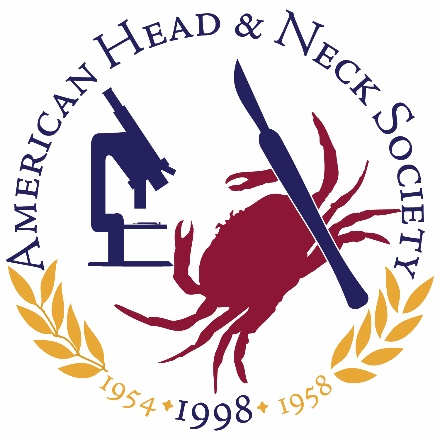 AMERICAN HEAD & NECK SOCIETY
1954 ✦ 1998 ✦ 1958